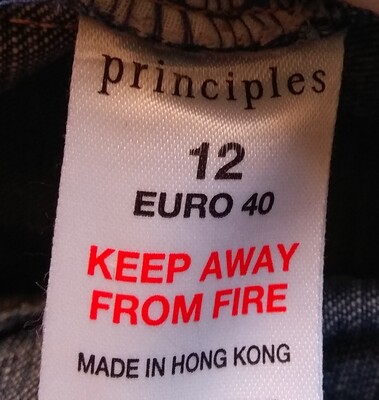 principles
12
EURO 40
KEEP AWAY
FROM FIRE
MADE IN HONG KONG